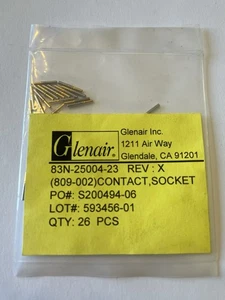 Glenair.
Glenair Inc.
1211 Air Way
Glendale, CA 91201
83N-25004-23 REV : X
(809-002)CONTACT,SOCKET
PO#: S200494-06
LOT#: 593456-01
QTY: 26 PCS